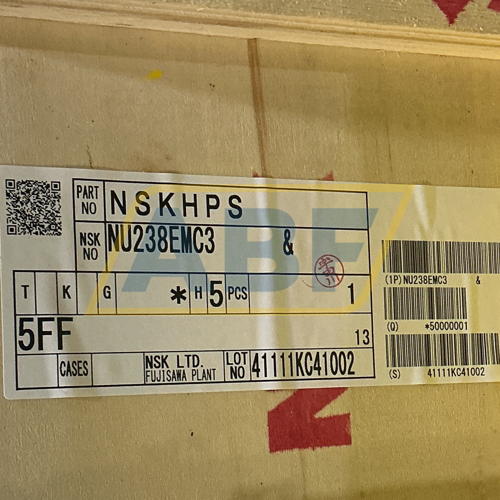 PART NO NSKHPS
NSK NO NU238EMC3 &
T K G * H 5 PCS 1
5FF 13
CASES NSK LTD. FUJISAWA PLANT LOT NO 41111KC41002
(1P) NU238EMC3 &
(Q) *50000001
(S) 41111KC41002
ABF